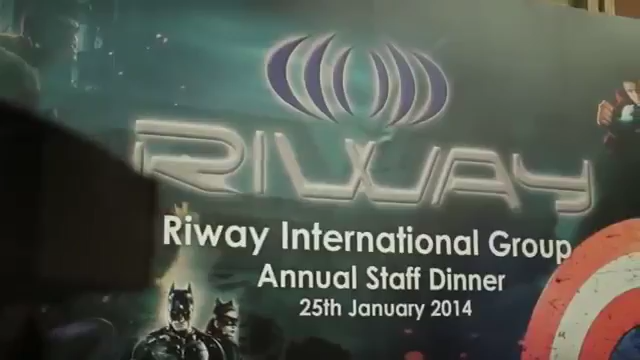 RIWAY
Riway International Group
Annual Staff Dinner
25th January 2014